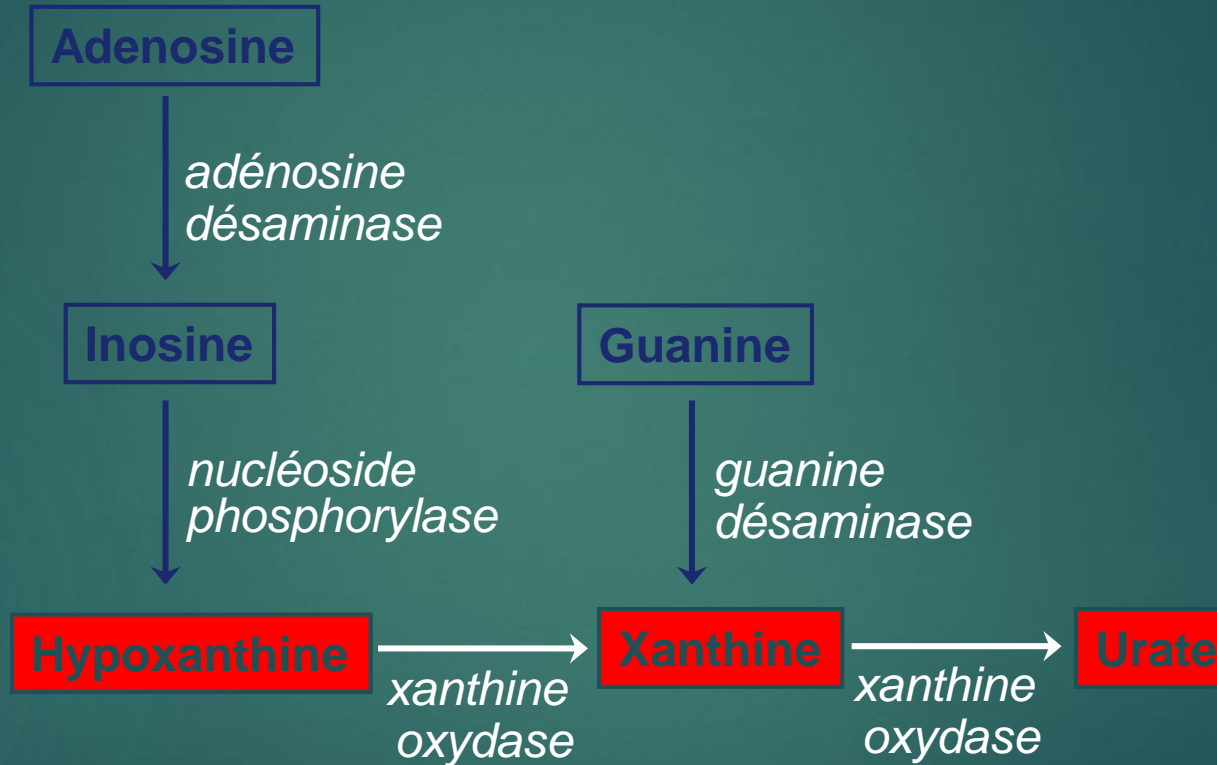 Adenosine
adénosine
désaminase
Inosine
Guanine
nucléoside
phosphorylase
guanine
désaminase
Hypoxanthine
Xanthine
Urate
xanthine
oxydase
xanthine
oxydase